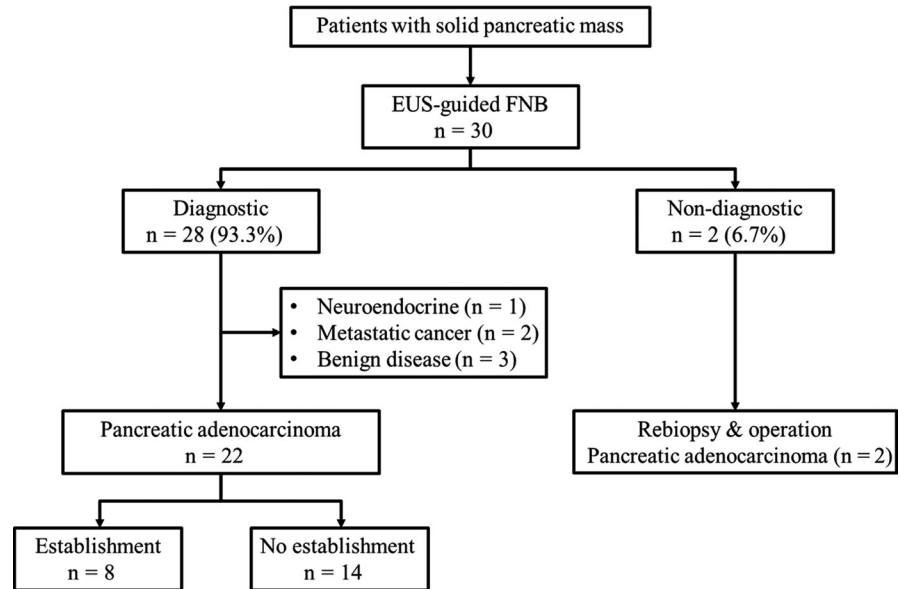 Patients with solid pancreatic mass
EUS-guided FNB
n = 30
Diagnostic
n = 28 (93.3%)
Non-diagnostic
n = 2 (6.7%)
• Neuroendocrine (n = 1)
• Metastatic cancer (n = 2)
• Benign disease (n = 3)
Pancreatic adenocarcinoma
n = 22
Rebiopsy & operation
Pancreatic adenocarcinoma (n = 2)
Establishment
n = 8
No establishment
n = 14